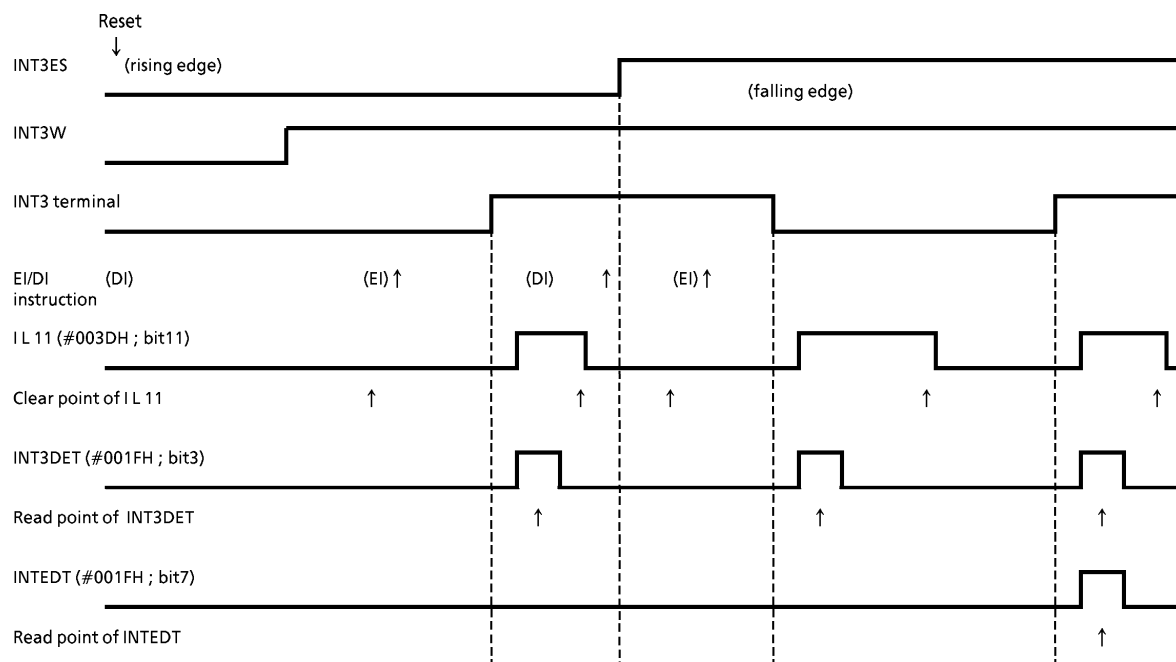 Reset
↓
INT3ES (rising edge)
(falling edge)
INT3W
INT3 terminal
EI/DI (DI) (EI)↑ (DI) ↑ (EI)↑
instruction
I L 11 (#003DH ; bit11)
Clear point of I L 11 ↑ ↑ ↑ ↑ ↑
INT3DET (#001FH ; bit3)
Read point of INT3DET ↑ ↑ ↑
INTEDT (#001FH ; bit7)
Read point of INTEDT ↑